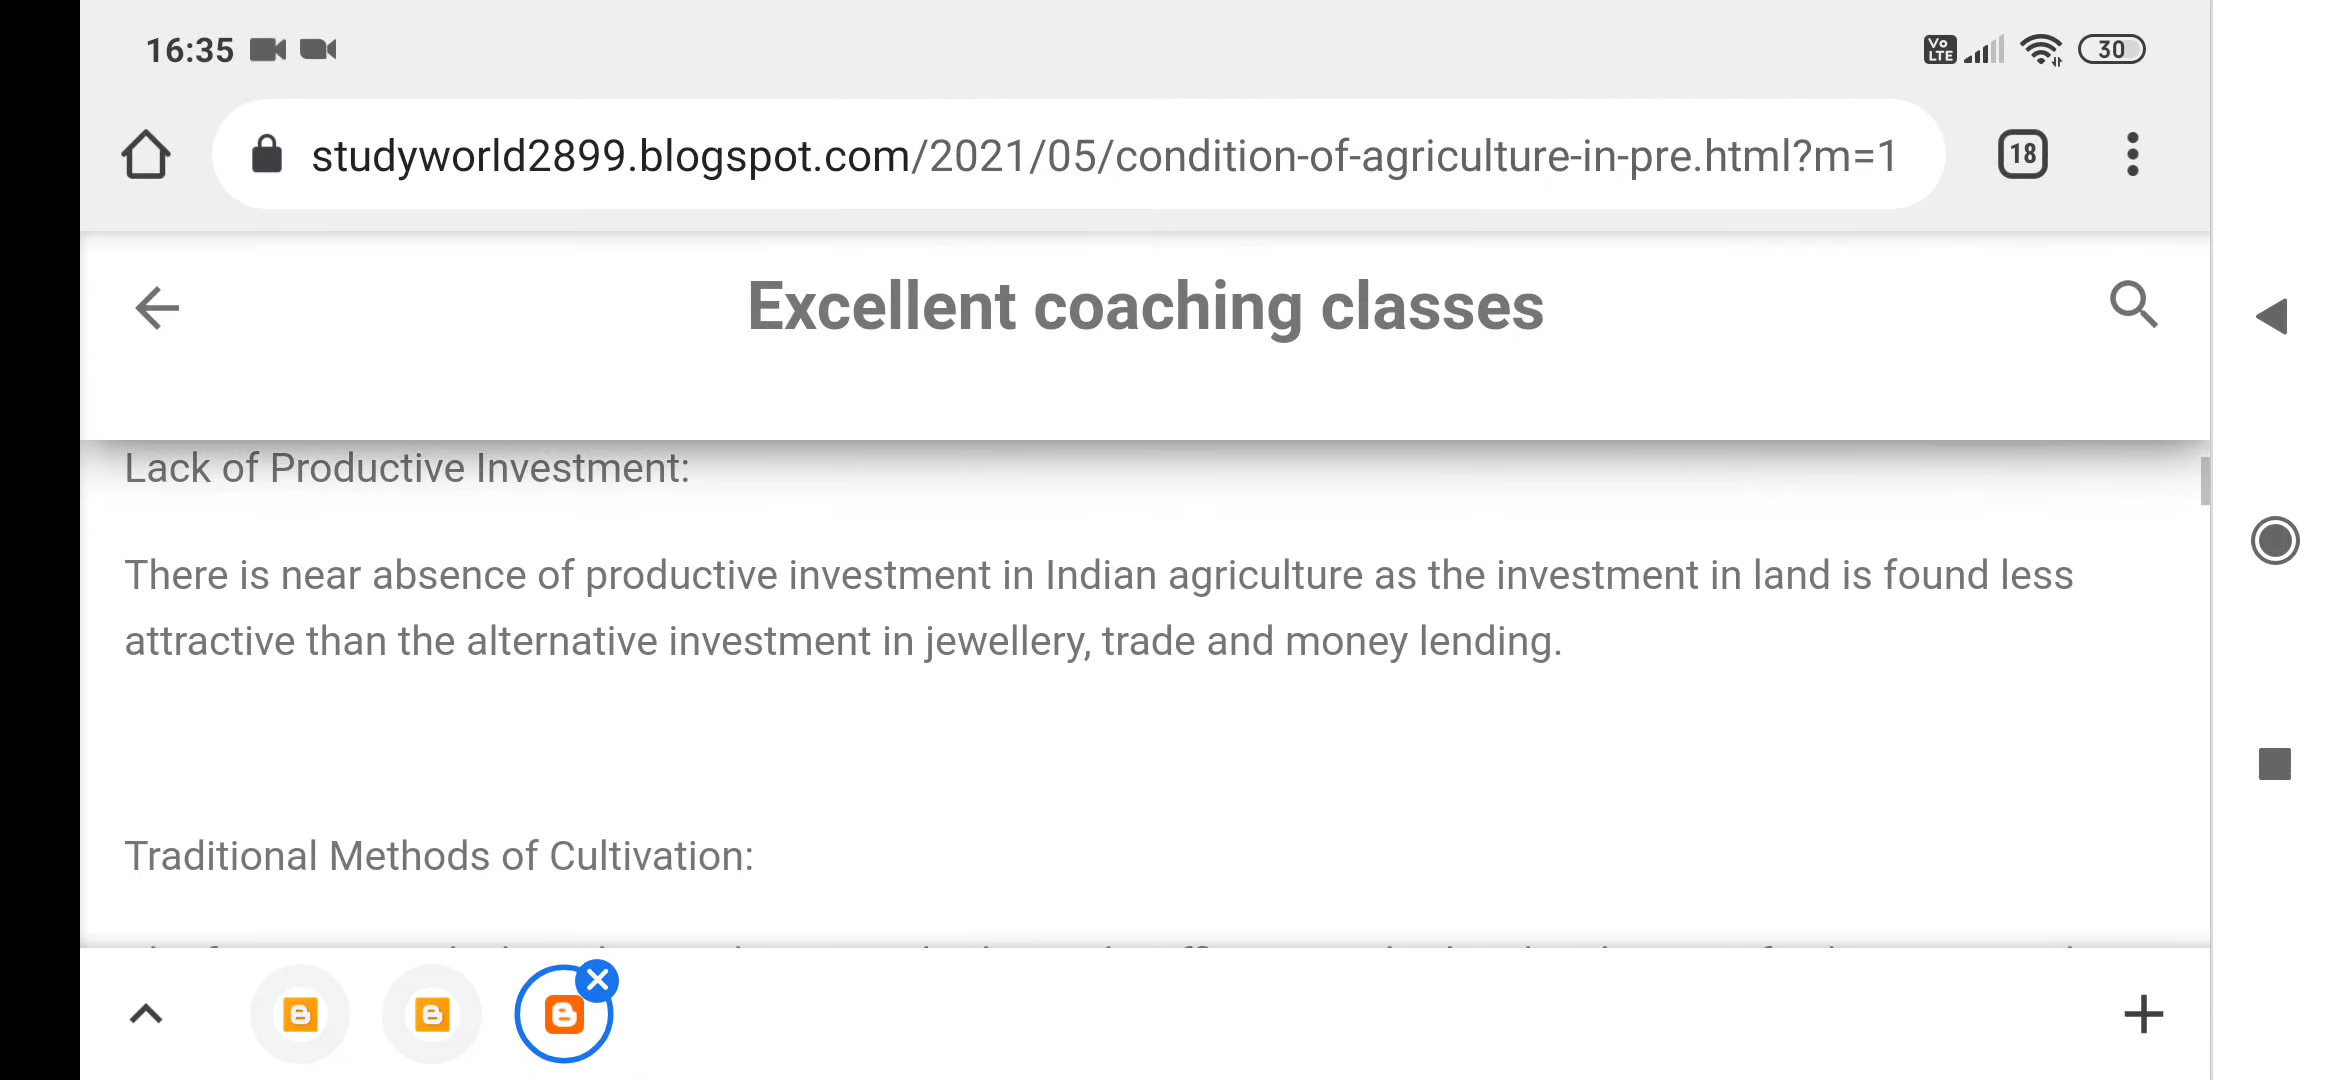 16:35
Vo LTE
30
studyworld2899.blogspot.com/2021/05/condition-of-agriculture-in-pre.html?m=1
18
Excellent coaching classes
Lack of Productive Investment:
There is near absence of productive investment in Indian agriculture as the investment in land is found less
attractive than the alternative investment in jewellery, trade and money lending.
Traditional Methods of Cultivation: